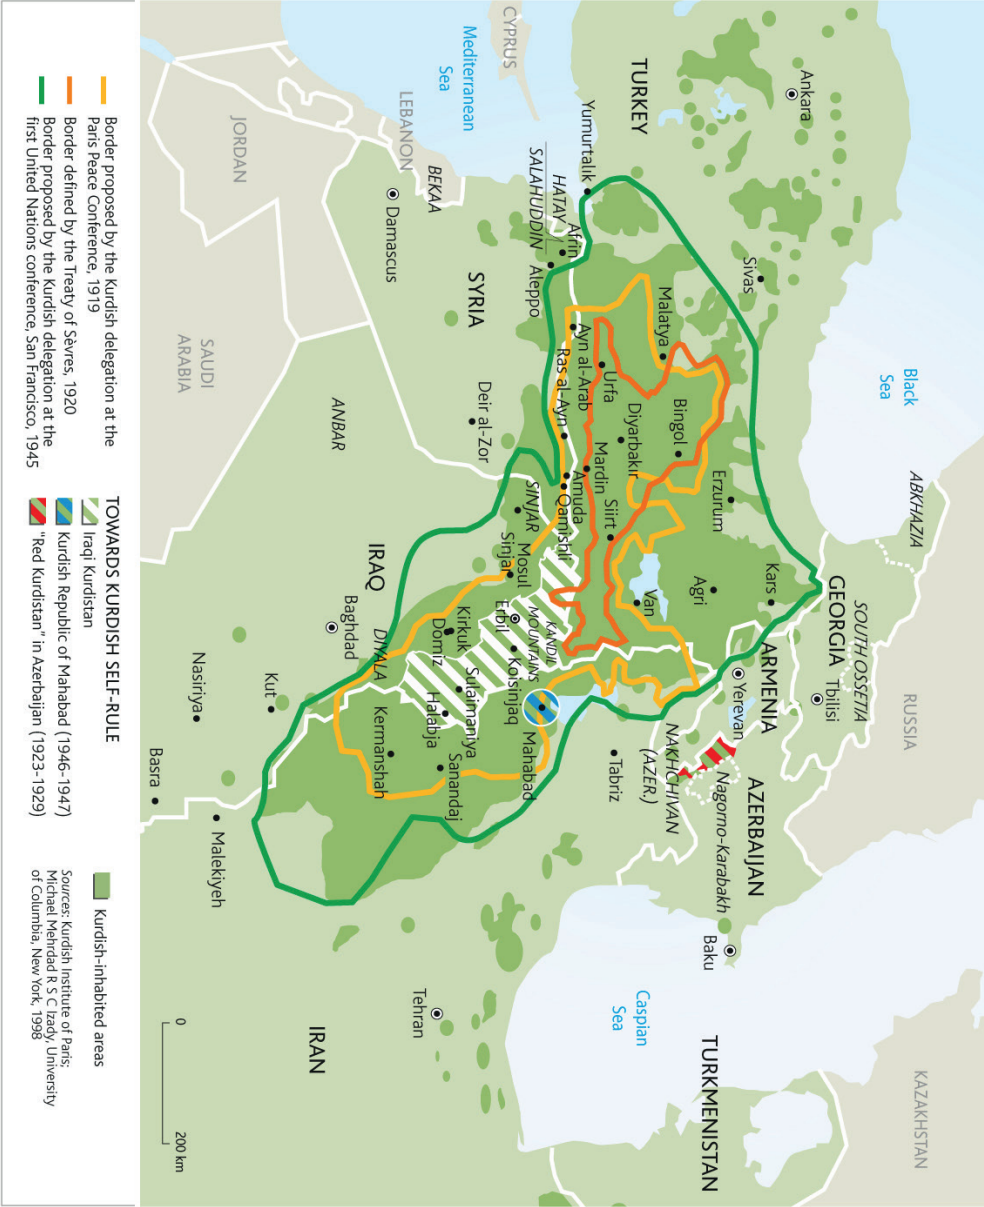 Ankara
TURKEY
Black
Sea
ABKHAZIA
RUSSIA
KAZAKHSTAN
SOUTH OSSETIA
GEORGIA
Tbilisi
Sivas
Kars
ARMENIA
Yerevan
AZERBAIJAN
Baku
Nagorno-Karabakh
NAKHCHIVAN
(AZER.)
TURKMENISTAN
Caspian
Sea
Erzurum
Agri
Malatya
Bingol
Van
Diyarbakır
Urfa
Mardin
Siirt
Tabriz
Yumurtalik
HATAY
SALAHUDDIN
Afrin
Aleppo
Ayn al-Arab
Ras al-Ayn
Amuda
Qamishli
CYPRUS
Mediterranean
Sea
SYRIA
Deir al-Zor
SINJAR
Sinjar
Mosul
KANDIL
MOUNTAINS
Erbil
Koisinjaq
Mahabad
Kirkuk
Domiz
Sulaimaniya
Halabja
Sanandaj
Kermanshah
Tehran
LEBANON
BEKAA
Damascus
ANBAR
IRAQ
DIYALA
Baghdad
IRAN
JORDAN
SAUDI
ARABIA
Kut
Nasiriya
Malekiyeh
Basra
0
200 km
Border proposed by the Kurdish delegation at the
Paris Peace Conference, 1919
Border defined by the Treaty of Sèvres, 1920
Border proposed by the Kurdish delegation at the
first United Nations conference, San Francisco, 1945
TOWARDS KURDISH SELF-RULE
Iraqi Kurdistan
Kurdish Republic of Mahabad (1946-1947)
"Red Kurdistan" in Azerbaijan (1923-1929)
Kurdish-inhabited areas
Sources: Kurdish Institute of Paris;
Michael Mehrdad R S C Izady, University
of Columbia, New York, 1998